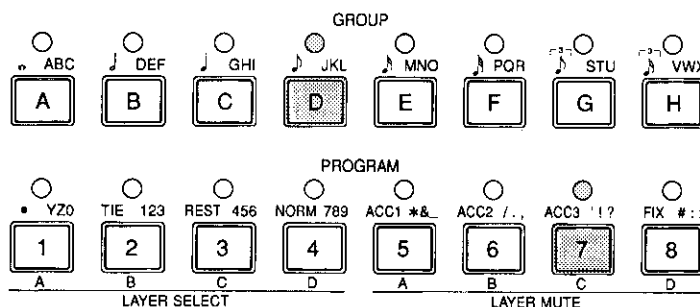 GROUP
ABC DEF GHI JKL MNO PQR STU VWX
A B C D E F G H
PROGRAM
• YZ0 TIE 123 REST 456 NORM 789 ACC1 *&_ ACC2 /., ACC3 '!? FIX #:;
1 2 3 4 5 6 7 8
A B C D A B C D
LAYER SELECT LAYER MUTE